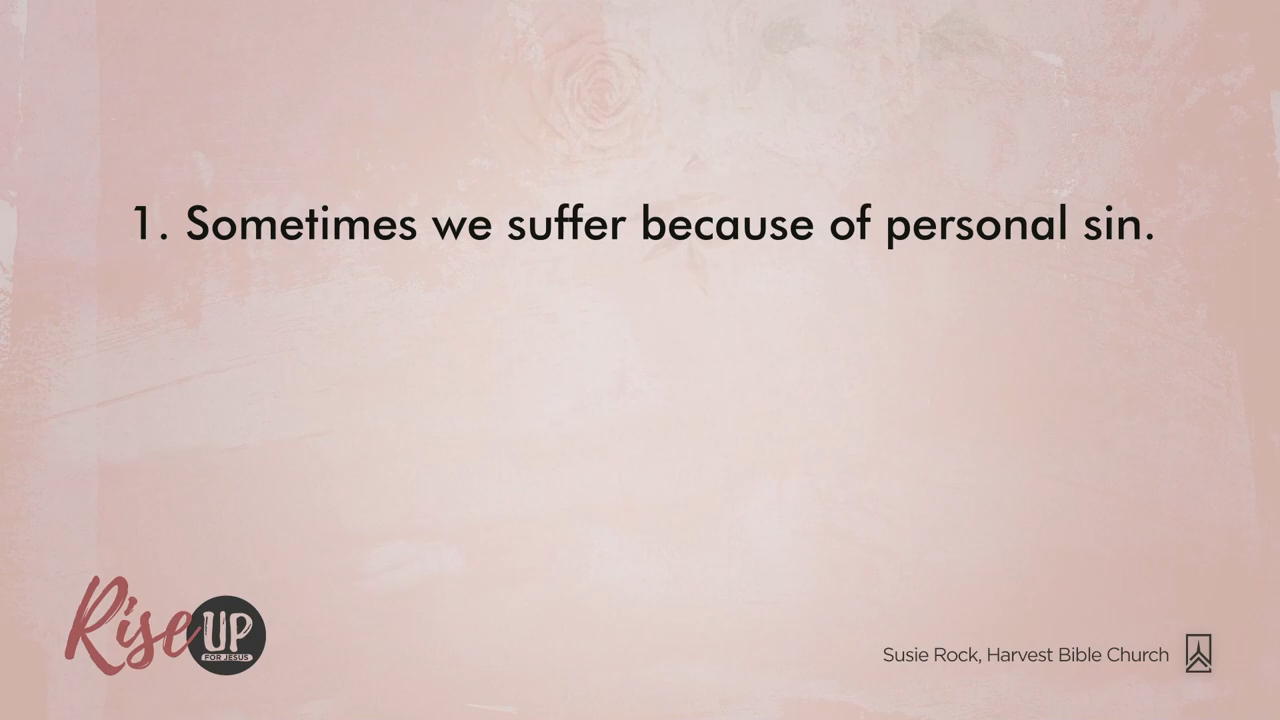 1. Sometimes we suffer because of personal sin.
Rise UP
FOR JESUS
Susie Rock, Harvest Bible Church